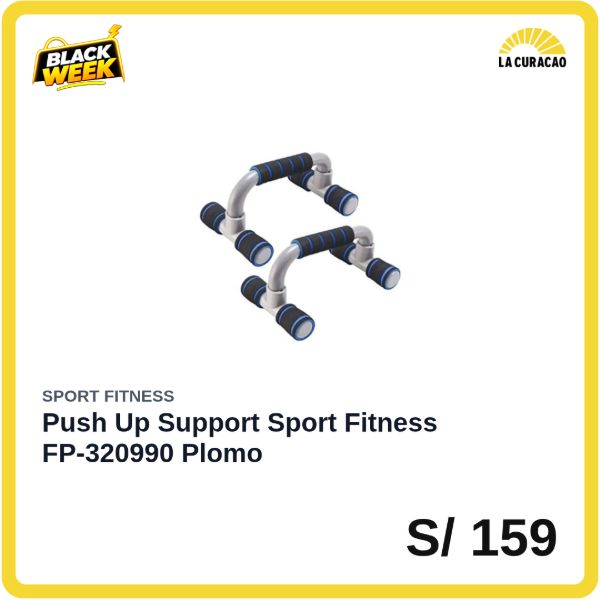 BLACK
WEEK
LA CURACAO
SPORT FITNESS
Push Up Support Sport Fitness
FP-320990 Plomo
S/ 159